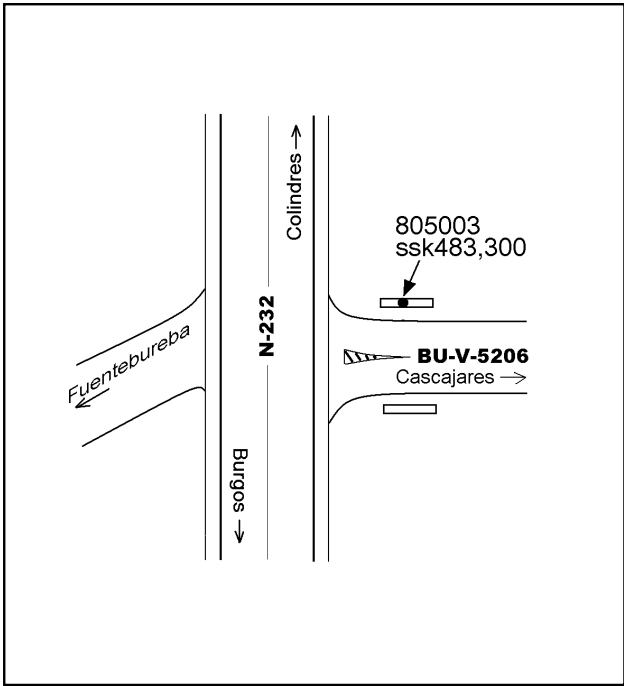 Colindres
805003
ssk483,300
N-232
Fuentebureba
BU-V-5206
Cascajares
Burgos